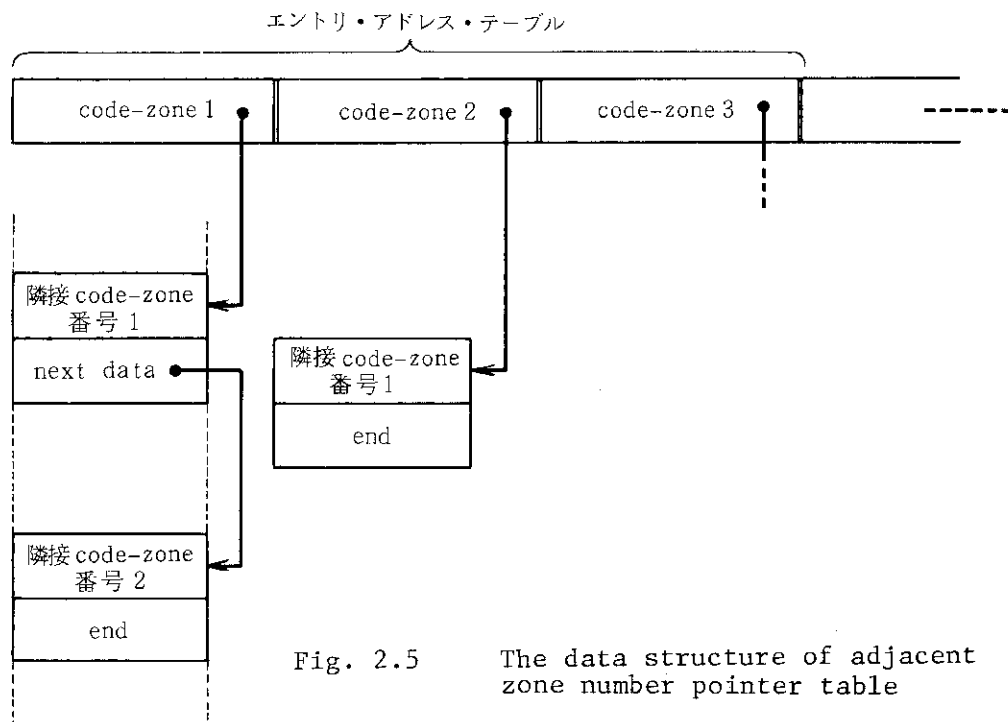 エントリ・アドレス・テーブル
code-zone 1
code-zone 2
code-zone 3
隣接 code-zone
番号 1
next data
隣接 code-zone
番号 1
end
隣接 code-zone
番号 2
end
Fig. 2.5 The data structure of adjacent
zone number pointer table